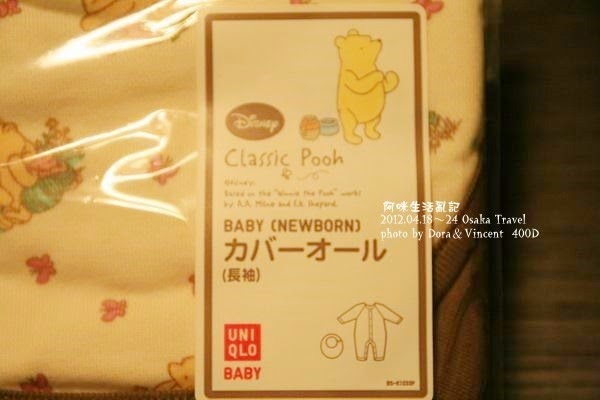 Disney
Classic Pooh
©Disney.
Based on the "Winnie the Pooh" works
by A.A. Milne and E.H. Shepard.
BABY (NEWBORN)
カバーオール
(長袖)
UNI
QLO
BABY
阿咪生活亂記
2012.04.18~24 Osaka Travel
photo by Dora & Vincent 400D